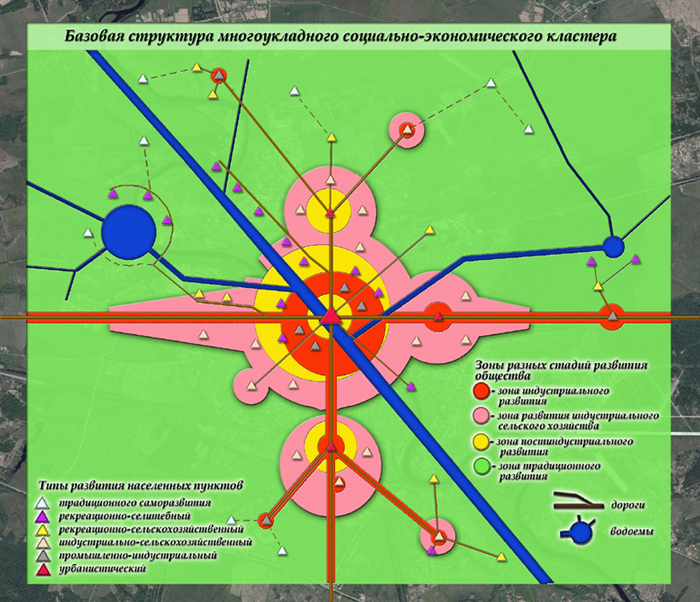 Базовая структура многоукладного социально-экономического кластера
Зоны разных стадий развития
общества
- зона индустриального
развития
- зона развития индустриального
сельского хозяйства
- зона постиндустриального
развития
- зона традиционного
развития
дороги
водоемы
Типы развития населенных пунктов
традиционного саморазвития
рекреационно-селитебный
рекреационно-сельскохозяйственный
индустриально-сельскохозяйственный
промышленно-индустриальный
урбанистический